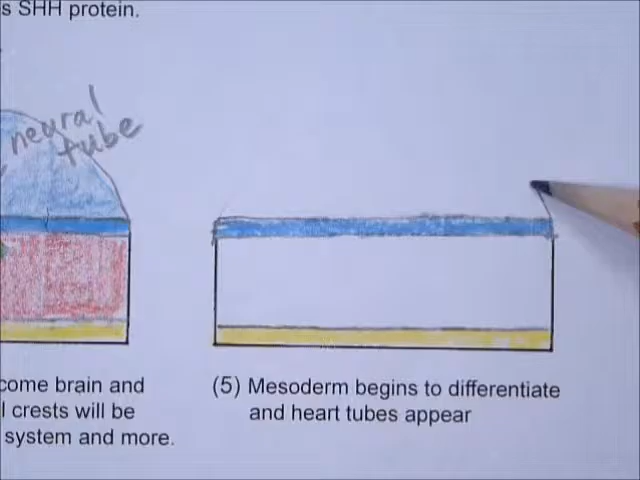 s SHH protein.
neural
tube
come brain and
l crests will be
system and more.
(5) Mesoderm begins to differentiate
and heart tubes appear